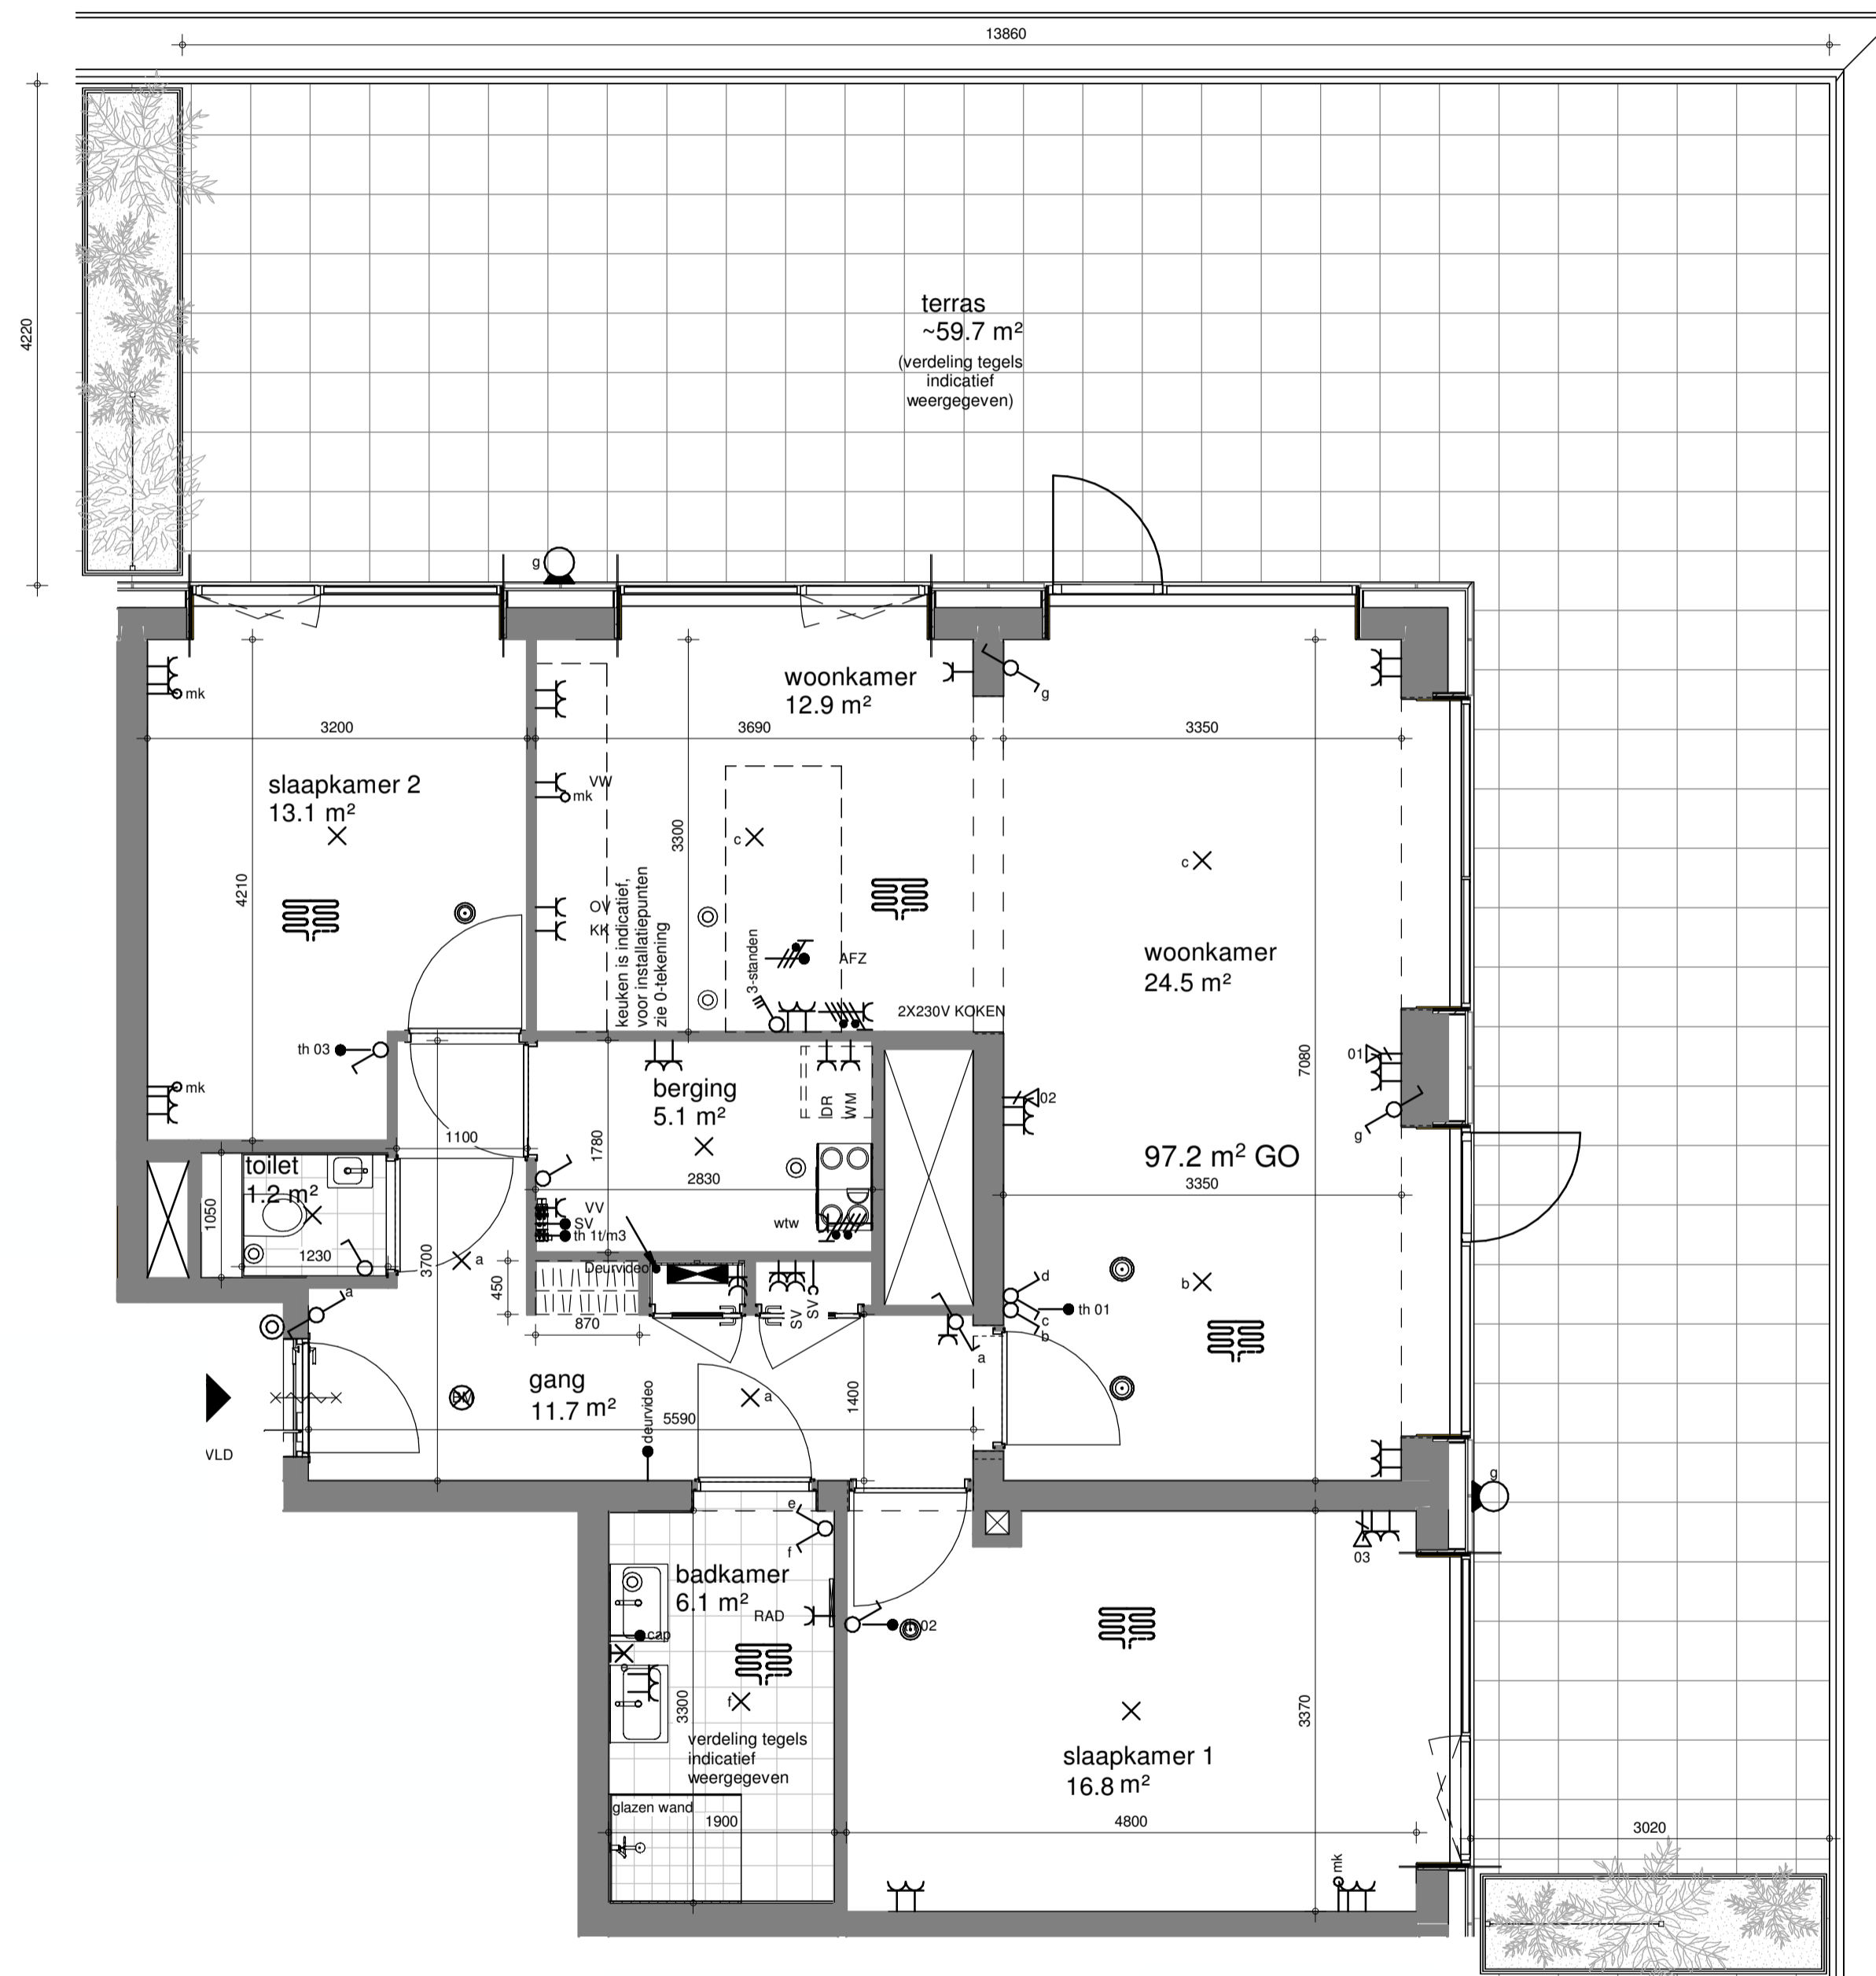 13860
4220
terras
~59.7 m²
(verdeling tegels
indicatief
weergegeven)
g
mk
woonkamer
12.9 m²
g
3200
3690
3350
slaapkamer 2
13.1 m²
VW
mk
3300
c
c
4210
keuken is indicatief,
voor installatiepunten
zie 0-tekening
OV
KK
3-standen
AFZ
woonkamer
24.5 m²
2X230V KOKEN
th 03
mk
berging
5.1 m²
DR
WM
01
02
7080
g
1100
1780
97.2 m² GO
3350
toilet
1.2 m²
1050
1230
2830
VV
SV
th 1t/m3
wtw
3700
a
450
Deurvideo
SV
SV
870
a
b
d
c
b
th 01
a
gang
11.7 m²
a
1400
5590
deurvideo
VLD
g
e
f
03
badkamer
6.1 m²
RAD
cap
e
02
f
3300
verdeling tegels
indicatief
weergegeven
3370
slaapkamer 1
16.8 m²
glazen wand
1900
4800
3020
mk